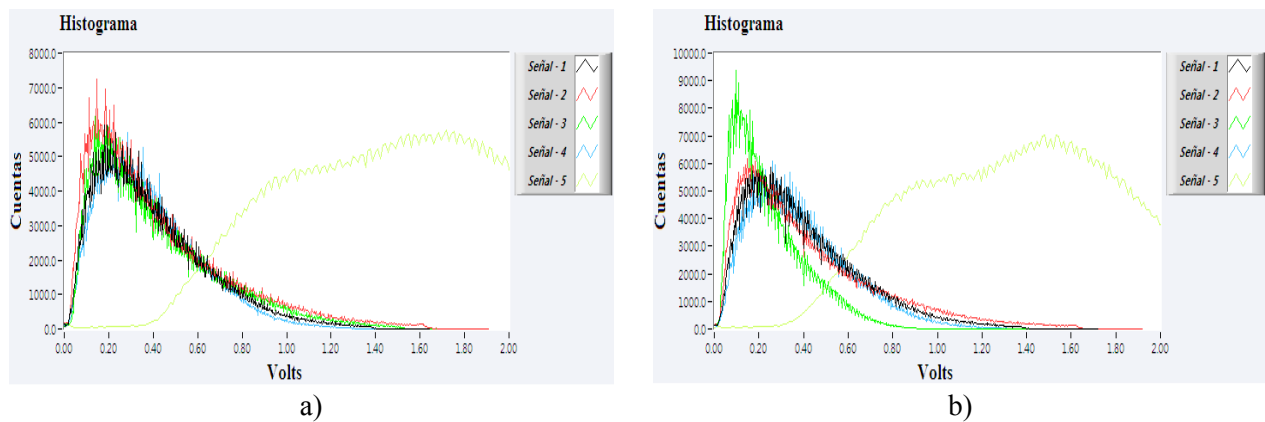 Histograma
8000.0
7000.0
6000.0
5000.0
4000.0
3000.0
2000.0
1000.0
0.0
Cuentas
0.00 0.20 0.40 0.60 0.80 1.00 1.20 1.40 1.60 1.80 2.00
Volts
Señal - 1
Señal - 2
Señal - 3
Señal - 4
Señal - 5
a)
Histograma
10000.0
9000.0
8000.0
7000.0
6000.0
5000.0
4000.0
3000.0
2000.0
1000.0
0.0
Cuentas
0.00 0.20 0.40 0.60 0.80 1.00 1.20 1.40 1.60 1.80 2.00
Volts
Señal - 1
Señal - 2
Señal - 3
Señal - 4
Señal - 5
b)